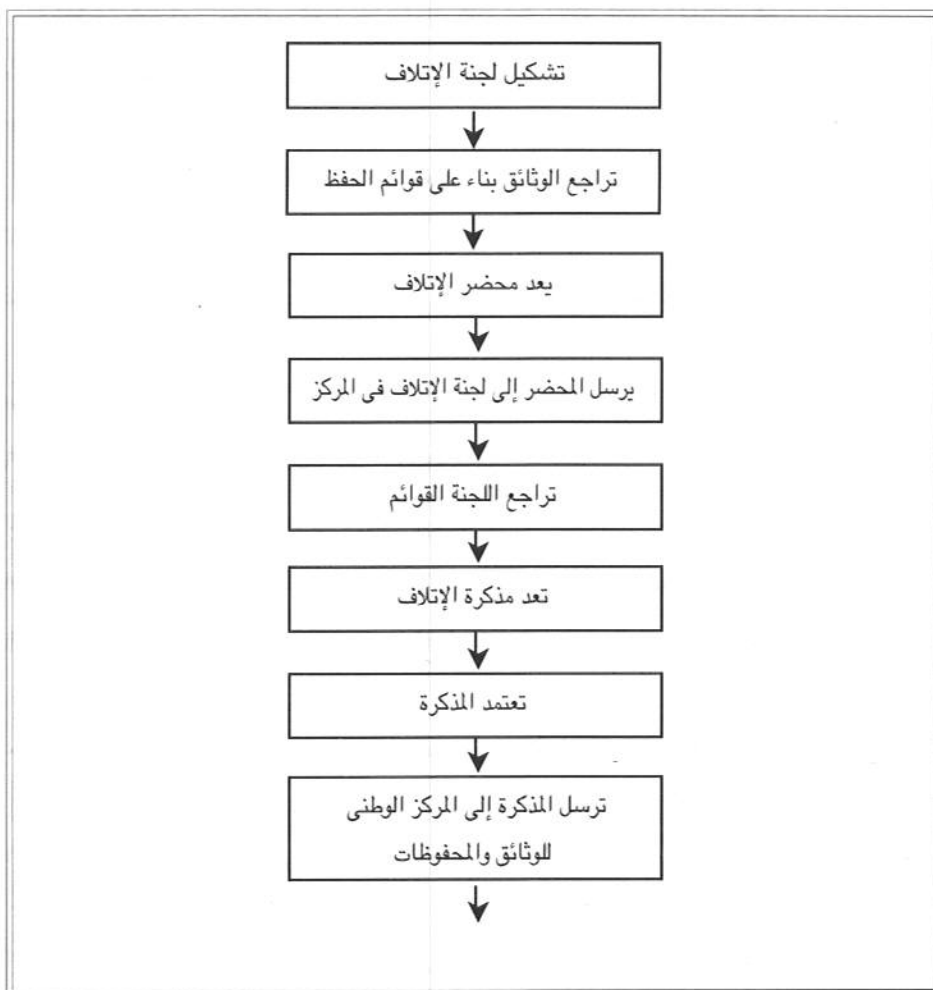 تشكيل لجنة الإتلاف
تراجع الوثائق بناء على قوائم الحفظ
يعد محضر الإتلاف
يرسل المحضر إلى لجنة الإتلاف فى المركز
تراجع اللجنة القوائم
تعد مذكرة الإتلاف
تعتمد المذكرة
ترسل المذكرة إلى المركز الوطنى
للوثائق والمحفوظات